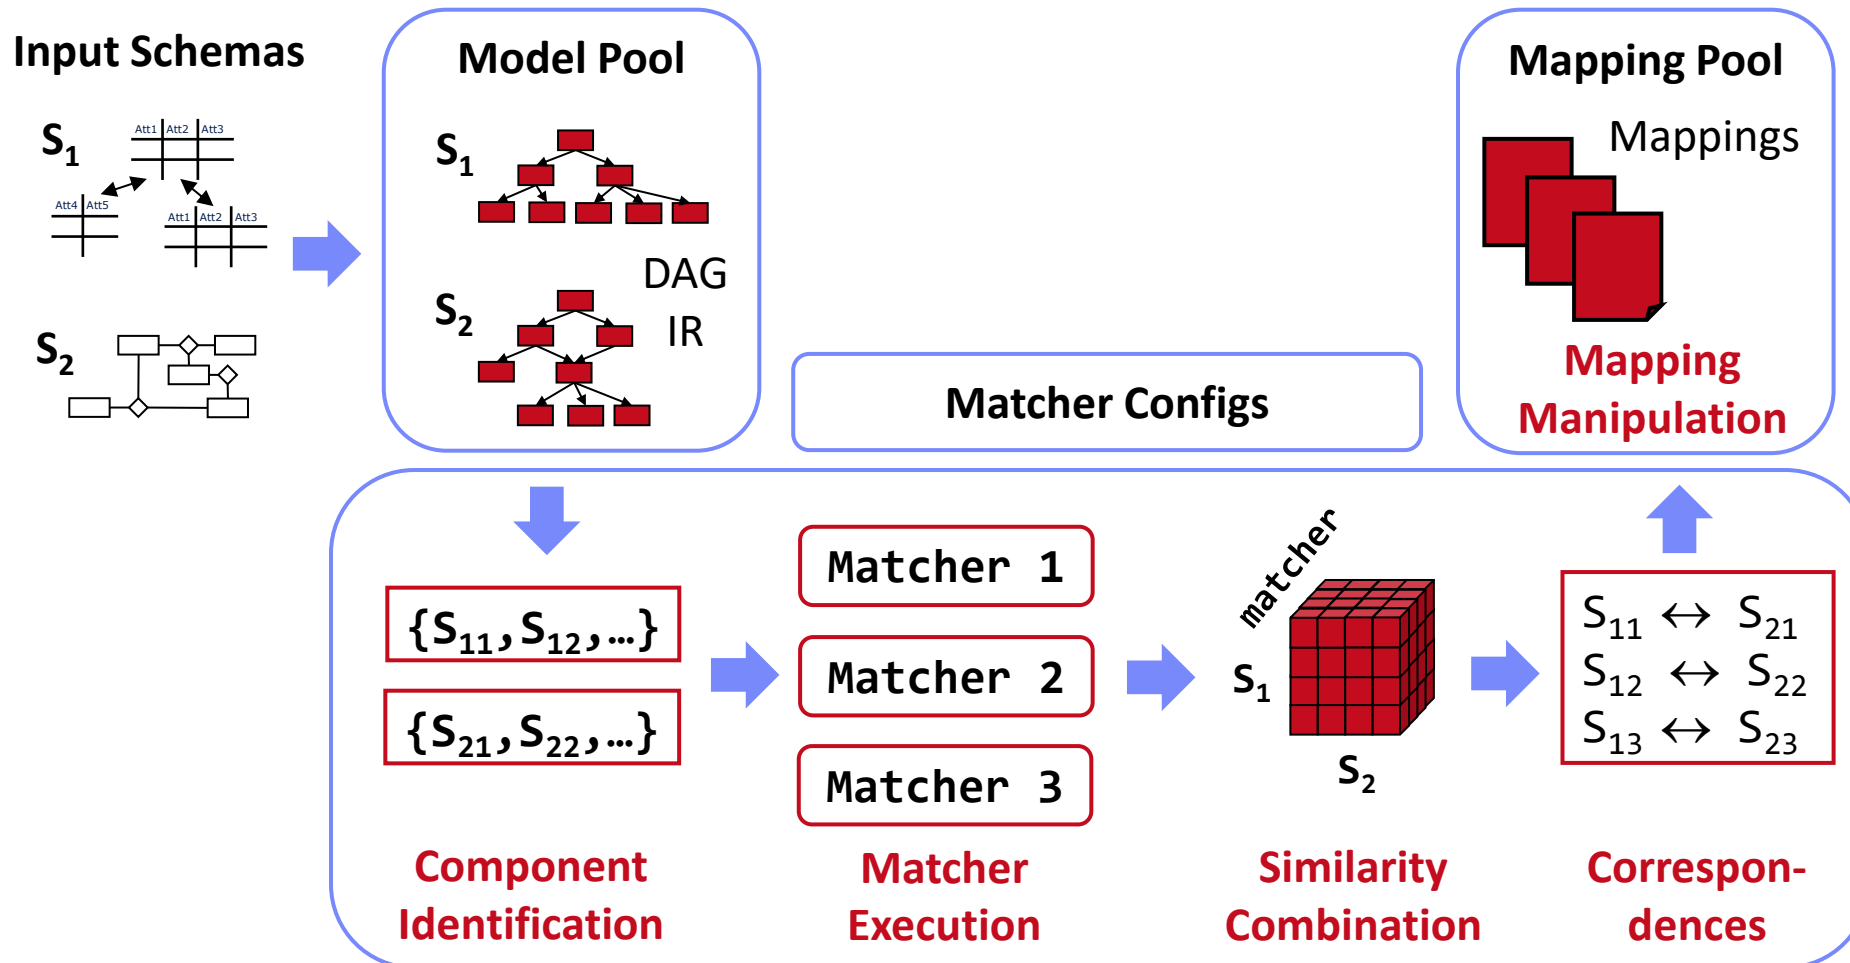 Input Schemas
S1
Att1 Att2 Att3
Att4 Att5
Att1 Att2 Att3
S2
Model Pool
S1
DAG
IR
S2
Matcher Configs
Mapping Pool
Mappings
Mapping
Manipulation
{S11,S12,…}
{S21,S22,…}
Component
Identification
Matcher 1
Matcher 2
Matcher 3
Matcher
Execution
matcher
S1
S2
Similarity
Combination
S11 ↔ S21
S12 ↔ S22
S13 ↔ S23
Correspon-
dences